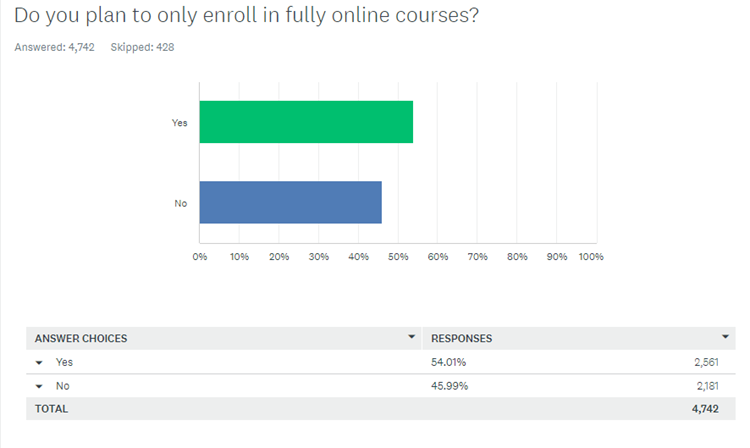 Do you plan to only enroll in fully online courses?
Answered: 4,742 Skipped: 428
Yes
No
0% 10% 20% 30% 40% 50% 60% 70% 80% 90% 100%
ANSWER CHOICES RESPONSES
Yes 54.01% 2,561
No 45.99% 2,181
TOTAL 4,742